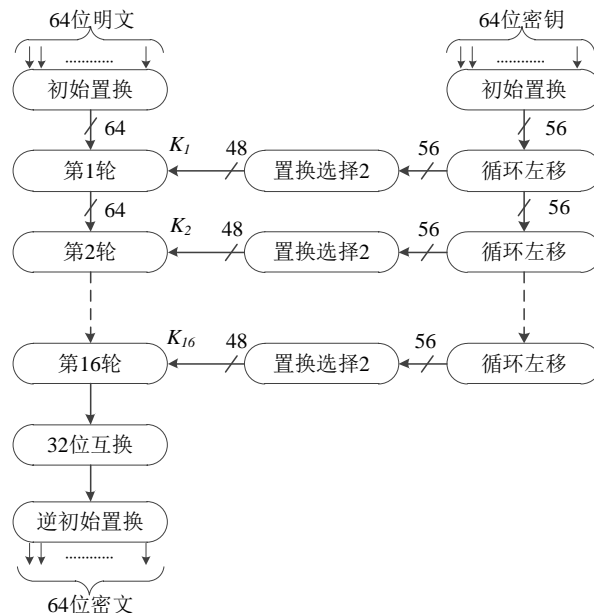 64位明文
64位密钥
初始置换
初始置换
64
56
K1
48
56
第1轮
置换选择2
循环左移
64
56
K2
48
56
第2轮
置换选择2
循环左移
K16
48
56
第16轮
置换选择2
循环左移
32位互换
逆初始置换
64位密文